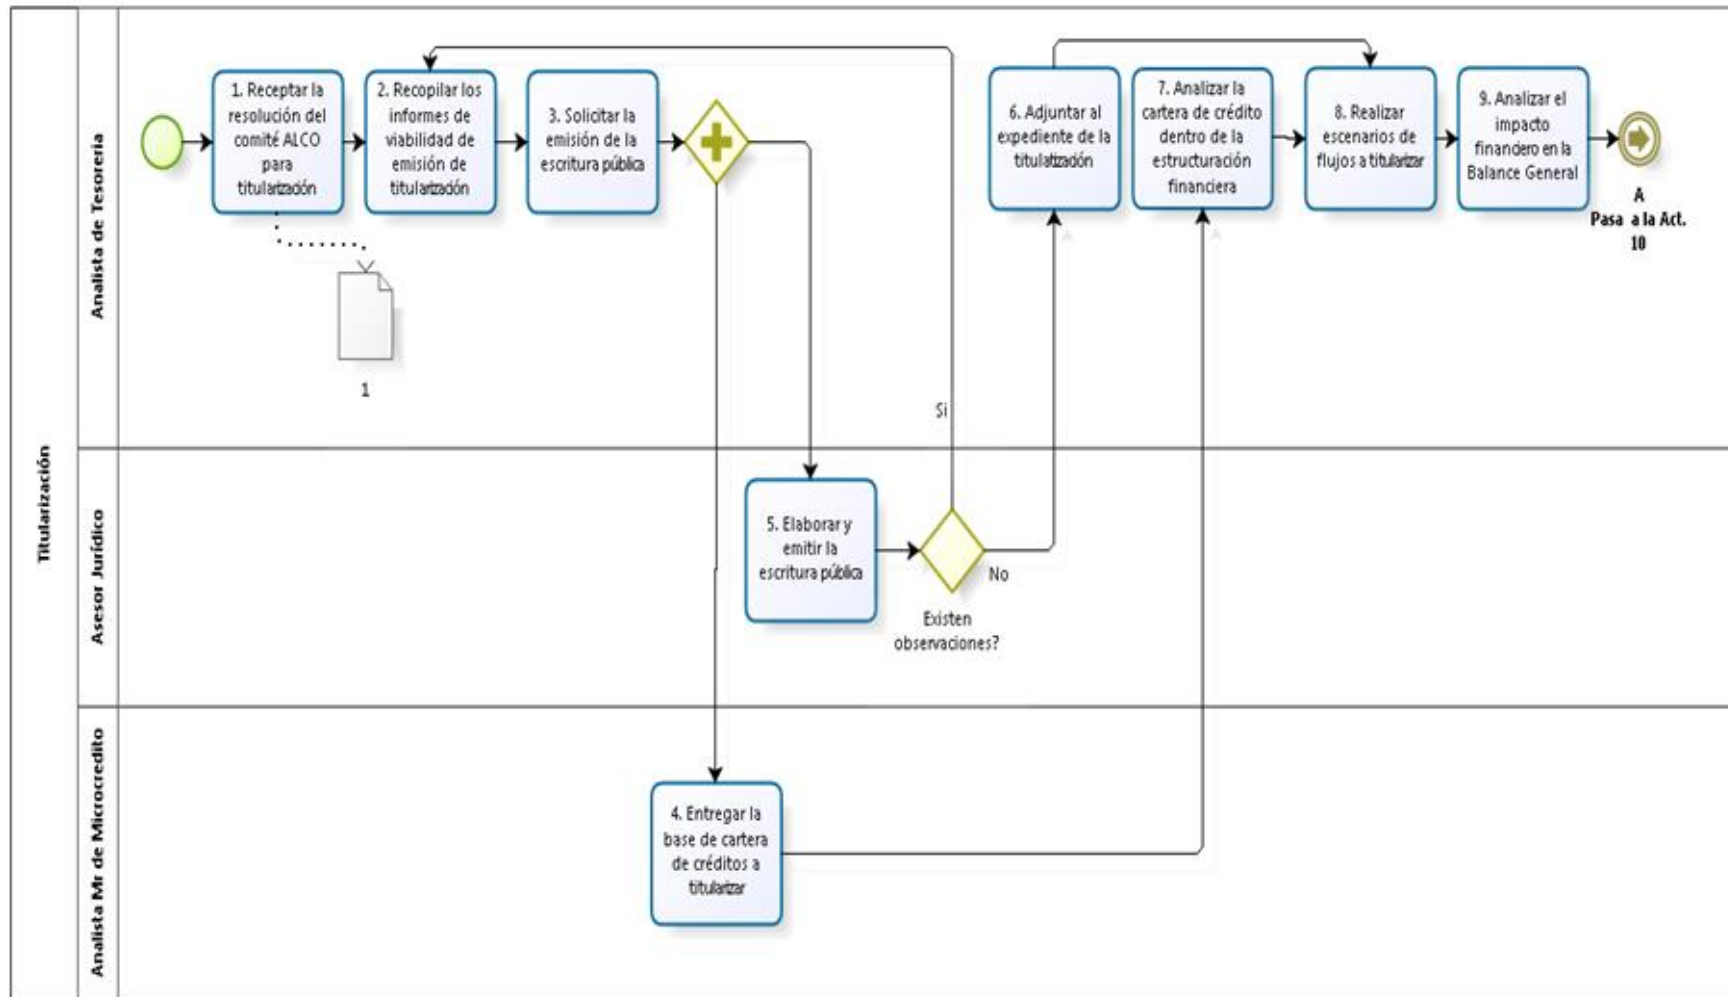 Titularización
Analista de Tesorería
1. Receptar la
resolución del
comité ALCO
para
titularización
2. Recopilar los
informes de
viabilidad de
emisión de
titularización
3. Solicitar la
emisión de la
escritura pública
6. Adjuntar al
expediente de la
titulatización
7. Analizar la
cartera de crédito
dentro de la
estructuración
financiera
8. Realizar
escenarios de
flujos a titularizar
9. Analizar el
impacto
financiero en la
Balance General
A
Pasa a la Act.
10
1
Si
Asesor Jurídico
5. Elaborar y
emitir la
escritura pública
No
Existen
observaciones?
Analista Mr de Microcredito
4. Entregar la
base de cartera
de créditos a
titularizar